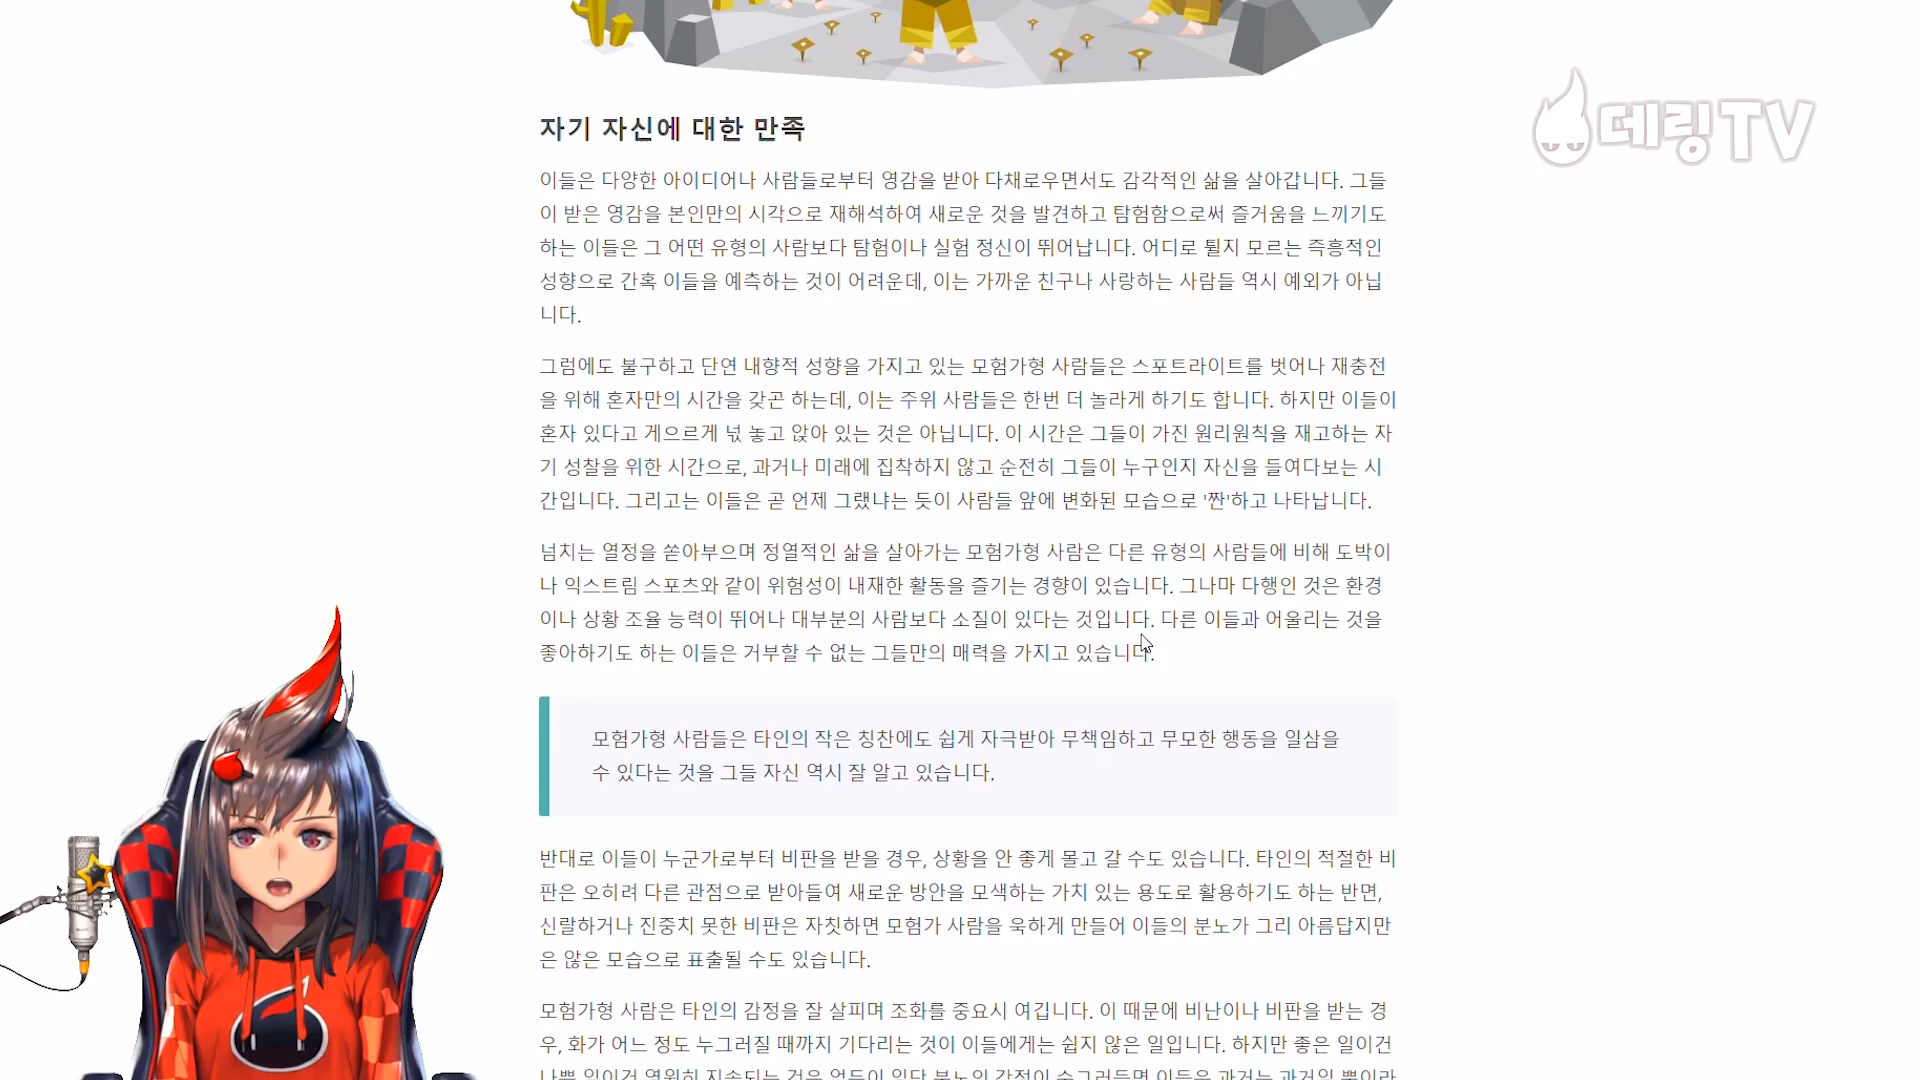 데링TV
자기 자신에 대한 만족
이들은 다양한 아이디어나 사람들로부터 영감을 받아 다채로우면서도 감각적인 삶을 살아갑니다. 그들
이 받은 영감을 본인만의 시각으로 재해석하여 새로운 것을 발견하고 탐험함으로써 즐거움을 느끼기도
하는 이들은 그 어떤 유형의 사람보다 탐험이나 실험 정신이 뛰어납니다. 어디로 튈지 모르는 즉흥적인
성향으로 간혹 이들을 예측하는 것이 어려운데, 이는 가까운 친구나 사랑하는 사람들 역시 예외가 아닙
니다.
그럼에도 불구하고 단연 내향적 성향을 가지고 있는 모험가형 사람들은 스포트라이트를 벗어나 재충전
을 위해 혼자만의 시간을 갖곤 하는데, 이는 주위 사람들은 한번 더 놀라게 하기도 합니다. 하지만 이들이
혼자 있다고 게으르게 넋 놓고 앉아 있는 것은 아닙니다. 이 시간은 그들이 가진 원리원칙을 재고하는 자
기 성찰을 위한 시간으로, 과거나 미래에 집착하지 않고 순전히 그들이 누구인지 자신을 들여다보는 시
간입니다. 그리고는 이들은 곧 언제 그랬냐는 듯이 사람들 앞에 변화된 모습으로 '짠'하고 나타납니다.
넘치는 열정을 쏟아부으며 정열적인 삶을 살아가는 모험가형 사람은 다른 유형의 사람들에 비해 도박이
나 익스트림 스포츠와 같이 위험성이 내재한 활동을 즐기는 경향이 있습니다. 그나마 다행인 것은 환경
이나 상황 조율 능력이 뛰어나 대부분의 사람보다 소질이 있다는 것입니다. 다른 이들과 어울리는 것을
좋아하기도 하는 이들은 거부할 수 없는 그들만의 매력을 가지고 있습니다.
모험가형 사람들은 타인의 작은 칭찬에도 쉽게 자극받아 무책임하고 무모한 행동을 일삼을
수 있다는 것을 그들 자신 역시 잘 알고 있습니다.
반대로 이들이 누군가로부터 비판을 받을 경우, 상황을 안 좋게 몰고 갈 수도 있습니다. 타인의 적절한 비
판은 오히려 다른 관점으로 받아들여 새로운 방안을 모색하는 가치 있는 용도로 활용하기도 하는 반면,
신랄하거나 진중치 못한 비판은 자칫하면 모험가 사람을 욱하게 만들어 이들의 분노가 그리 아름답지만
은 않은 모습으로 표출될 수도 있습니다.
모험가형 사람은 타인의 감정을 잘 살피며 조화를 중요시 여깁니다. 이 때문에 비난이나 비판을 받는 경
우, 화가 어느 정도 누그러질 때까지 기다리는 것이 이들에게는 쉽지 않은 일입니다. 하지만 좋은 일이건